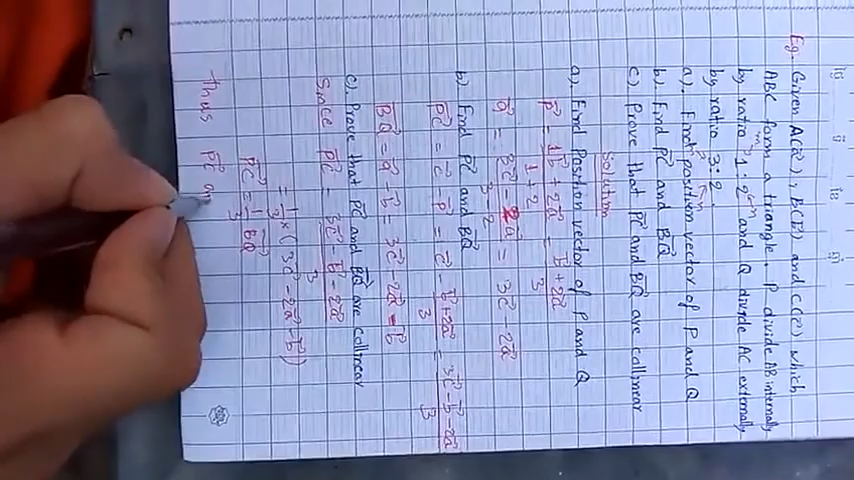 Eg. Given A(a⃗), B(b⃗) and C(c⃗) which
ABC form a triangle. P divide AB internally
by ratio 1:2 and Q divide AC externally
by ratio 3:2.
a). Find position vector of P and Q
b). Find PC and BQ
c) Prove that PC and BQ are collinear
Solution
a). Find Position vector of P and Q
p⃗ = 1b⃗ + 2a⃗ / 1 + 2 = b⃗ + 2a⃗ / 3
q⃗ = 3c⃗ - 2a⃗ / 3 - 2 = 3c⃗ - 2a⃗
b) Find PC and BQ
PC = c⃗ - p⃗ = c⃗ - b⃗ + 2a⃗ / 3 = 3c⃗ - b⃗ - 2a⃗ / 3
BQ = q⃗ - b⃗ = 3c⃗ - 2a⃗ - b⃗
c). Prove that PC and BQ are collinear
Since PC = 3c⃗ - b⃗ - 2a⃗ / 3
= 1/3 × (3c⃗ - 2a⃗ - b⃗)
PC = 1/3 BQ
Thus PC an